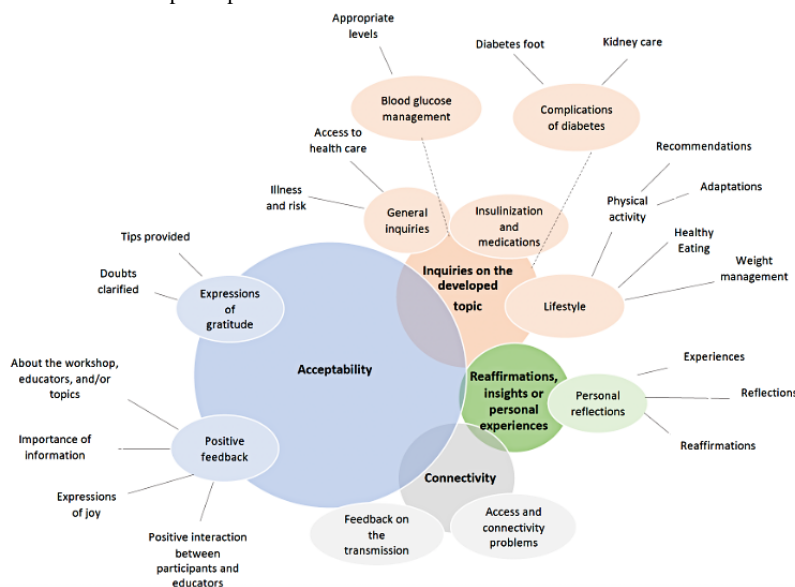 Appropriate
levels
Diabetes foot
Kidney care
Blood glucose
management
Complications
of diabetes
Access to
health care
Recommendations
Illness
and risk
General
inquiries
Insulinization
and
medications
Physical
activity
Adaptations
Tips provided
Healthy
Eating
Doubts
clarified
Expressions
of
gratitude
Inquiries on the
developed
topic
Lifestyle
Weight
management
Acceptability
Reaffirmations,
insights or
personal
experiences
Personal
reflections
Experiences
Reflections
Reaffirmations
About the workshop,
educators, and/or
topics
Importance of
information
Positive
feedback
Expressions
of joy
Positive interaction
between
participants and
educators
Connectivity
Feedback on
the
transmission
Access and
connectivity
problems